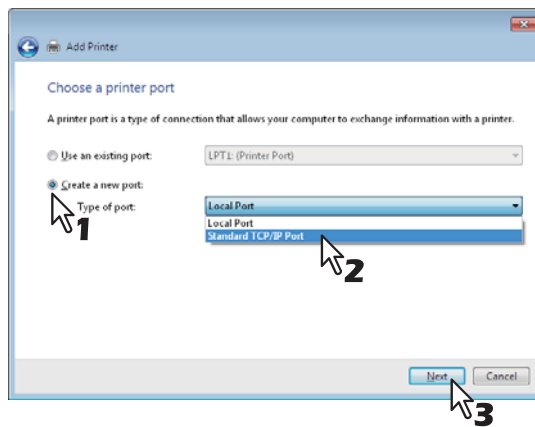 Add Printer
Choose a printer port
A printer port is a type of connection that allows your computer to exchange information with a printer.
Use an existing port: LPT1: (Printer Port)
Create a new port:
1 Type of port: Local Port
Local Port
Standard TCP/IP Port
2
Next Cancel
3